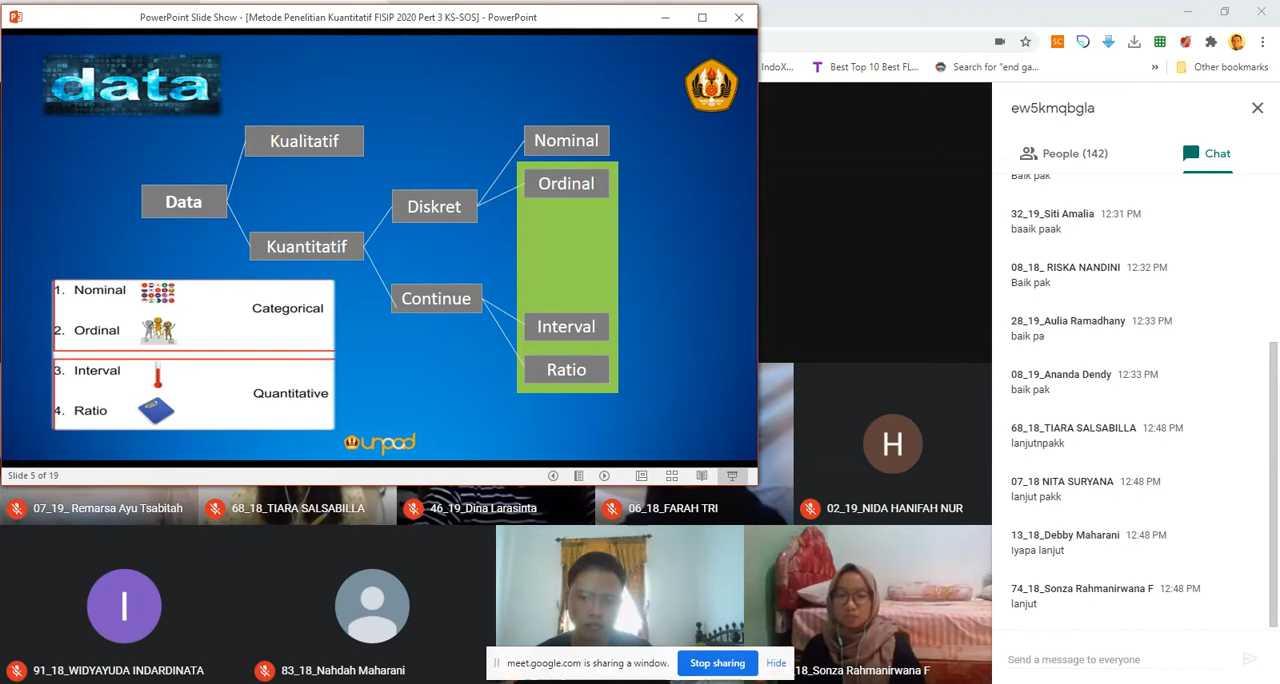 PowerPoint Slide Show - [Metode Penelitian Kuantitatif FISIP 2020 Pert 3 KS-SOS] - PowerPoint
data
Kualitatif
Nominal
Ordinal
Data
Diskret
Kuantitatif
Continue
Interval
Ratio
1. Nominal
Categorical
2. Ordinal
3. Interval
Quantitative
4. Ratio
unpad
Slide 5 of 19
IndoX...
Best Top 10 Best FL...
Search for "end ga...
»
Other bookmarks
ew5kmqbgla
People (142)
Chat
Baik pak
32_19_Siti Amalia 12:31 PM
baaik paak
08_18_ RISKA NANDINI 12:32 PM
Baik pak
28_19_Aulia Ramadhany 12:33 PM
baik pa
08_19_Ananda Dendy 12:33 PM
baik pak
68_18_TIARA SALSABILLA 12:48 PM
lanjutnpakk
07_18 NITA SURYANA 12:48 PM
lanjut pakk
13_18_Debby Maharani 12:48 PM
Iyapa lanjut
74_18_Sonza Rahmanirwana F 12:48 PM
lanjut
Send a message to everyone
H
07_19_ Remarsa Ayu Tsabitah
68_18_TIARA SALSABILLA
46_19_Dina Larasinta
06_18_FARAH TRI
02_19_NIDA HANIFAH NUR
I
91_18_WIDYAYUDA INDARDINATA
83_18_Nahdah Maharani
meet.google.com is sharing a window.
Stop sharing
Hide
18_Sonza Rahmanirwana F